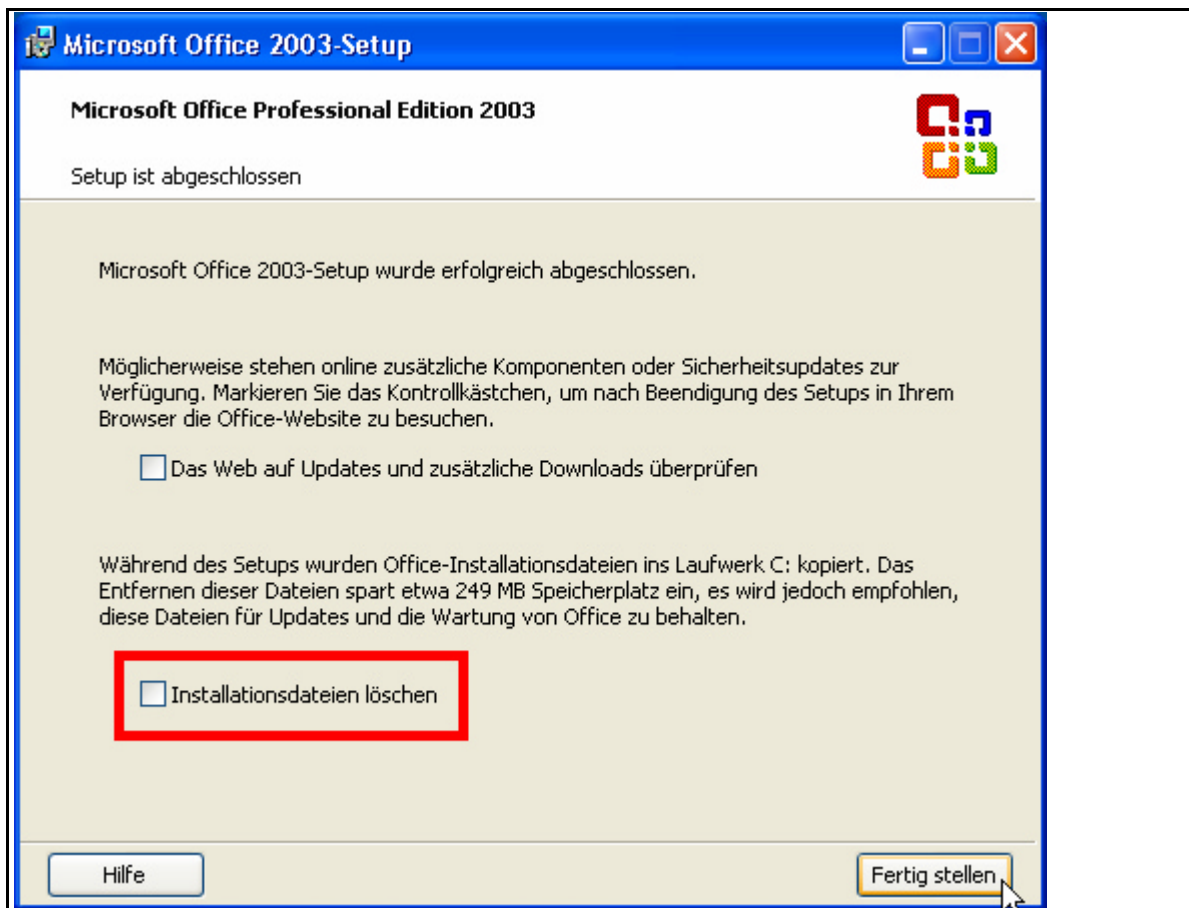 Microsoft Office 2003-Setup
Microsoft Office Professional Edition 2003
Setup ist abgeschlossen
Microsoft Office 2003-Setup wurde erfolgreich abgeschlossen.
Möglicherweise stehen online zusätzliche Komponenten oder Sicherheitsupdates zur
Verfügung. Markieren Sie das Kontrollkästchen, um nach Beendigung des Setups in Ihrem
Browser die Office-Website zu besuchen.
Das Web auf Updates und zusätzliche Downloads überprüfen
Während des Setups wurden Office-Installationsdateien ins Laufwerk C: kopiert. Das
Entfernen dieser Dateien spart etwa 249 MB Speicherplatz ein, es wird jedoch empfohlen,
diese Dateien für Updates und die Wartung von Office zu behalten.
Installationsdateien löschen
Hilfe
Fertig stellen